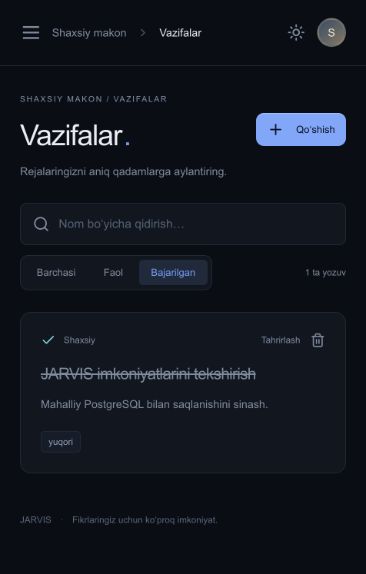 Shaxsiy makon > Vazifalar
S
SHAXSIY MAKON / VAZIFALAR
Vazifalar.
+ Qo‘shish
Rejalaringizni aniq qadamlarga aylantiring.
Nom bo‘yicha qidirish...
Barchasi Faol Bajarilgan
1 ta yozuv
Shaxsiy Tahrirlash
JARVIS imkoniyatlarini tekshirish
Mahalliy PostgreSQL bilan saqlanishini sinash.
yuqori
JARVIS · Fikrlaringiz uchun ko‘proq imkoniyat.